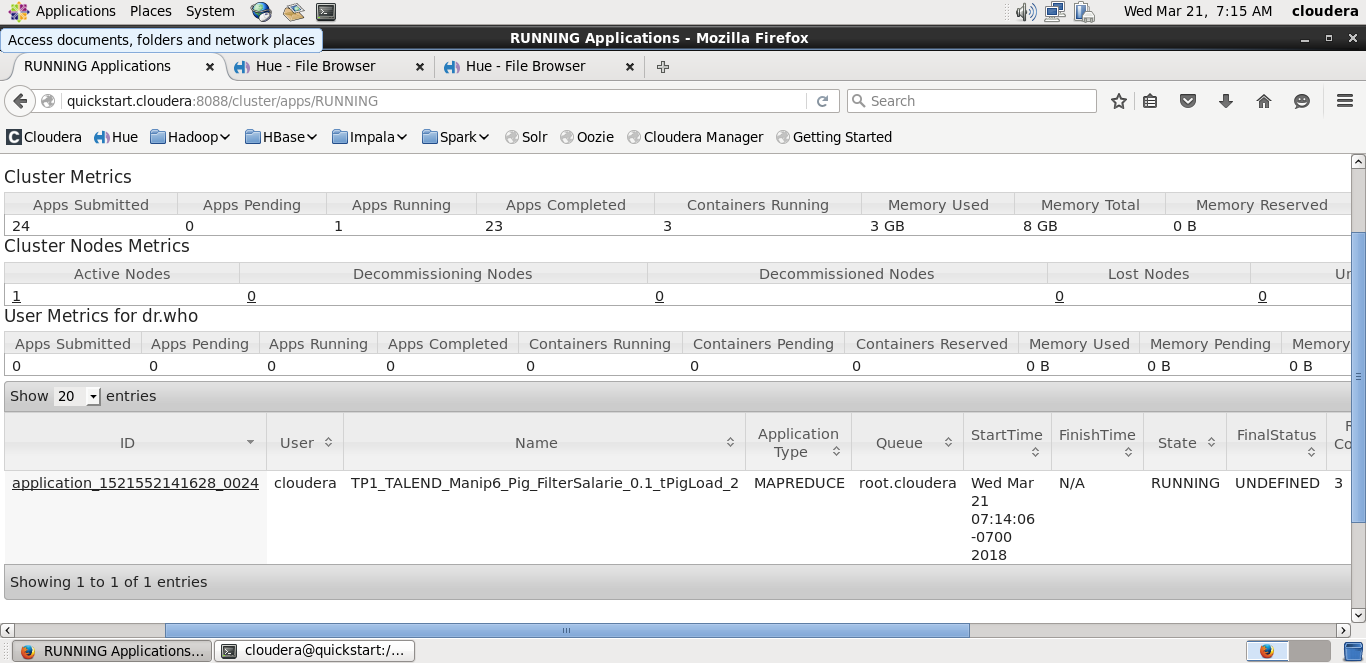 Applications Places System Wed Mar 21, 7:15 AM cloudera
Access documents, folders and network places
RUNNING Applications - Mozilla Firefox
RUNNING Applications Hue - File Browser Hue - File Browser
quickstart.cloudera:8088/cluster/apps/RUNNING Search
Cloudera Hue Hadoop HBase Impala Spark Solr Oozie Cloudera Manager Getting Started
Cluster Metrics
Apps Submitted Apps Pending Apps Running Apps Completed Containers Running Memory Used Memory Total Memory Reserved
24 0 1 23 3 3 GB 8 GB 0 B
Cluster Nodes Metrics
Active Nodes Decommissioning Nodes Decommissioned Nodes Lost Nodes
1 0 0 0 0
User Metrics for dr.who
Apps Submitted Apps Pending Apps Running Apps Completed Containers Running Containers Pending Containers Reserved Memory Used Memory Pending Memory
0 0 0 0 0 0 0 0 B 0 B 0 B
Show 20 entries
ID User Name Application Type Queue StartTime FinishTime State FinalStatus
application_1521552141628_0024 cloudera TP1_TALEND_Manip6_Pig_FilterSalarie_0.1_tPigLoad_2 MAPREDUCE root.cloudera Wed Mar N/A RUNNING UNDEFINED 3
21
07:14:06
-0700
2018
Showing 1 to 1 of 1 entries
RUNNING Applications... cloudera@quickstart:/...